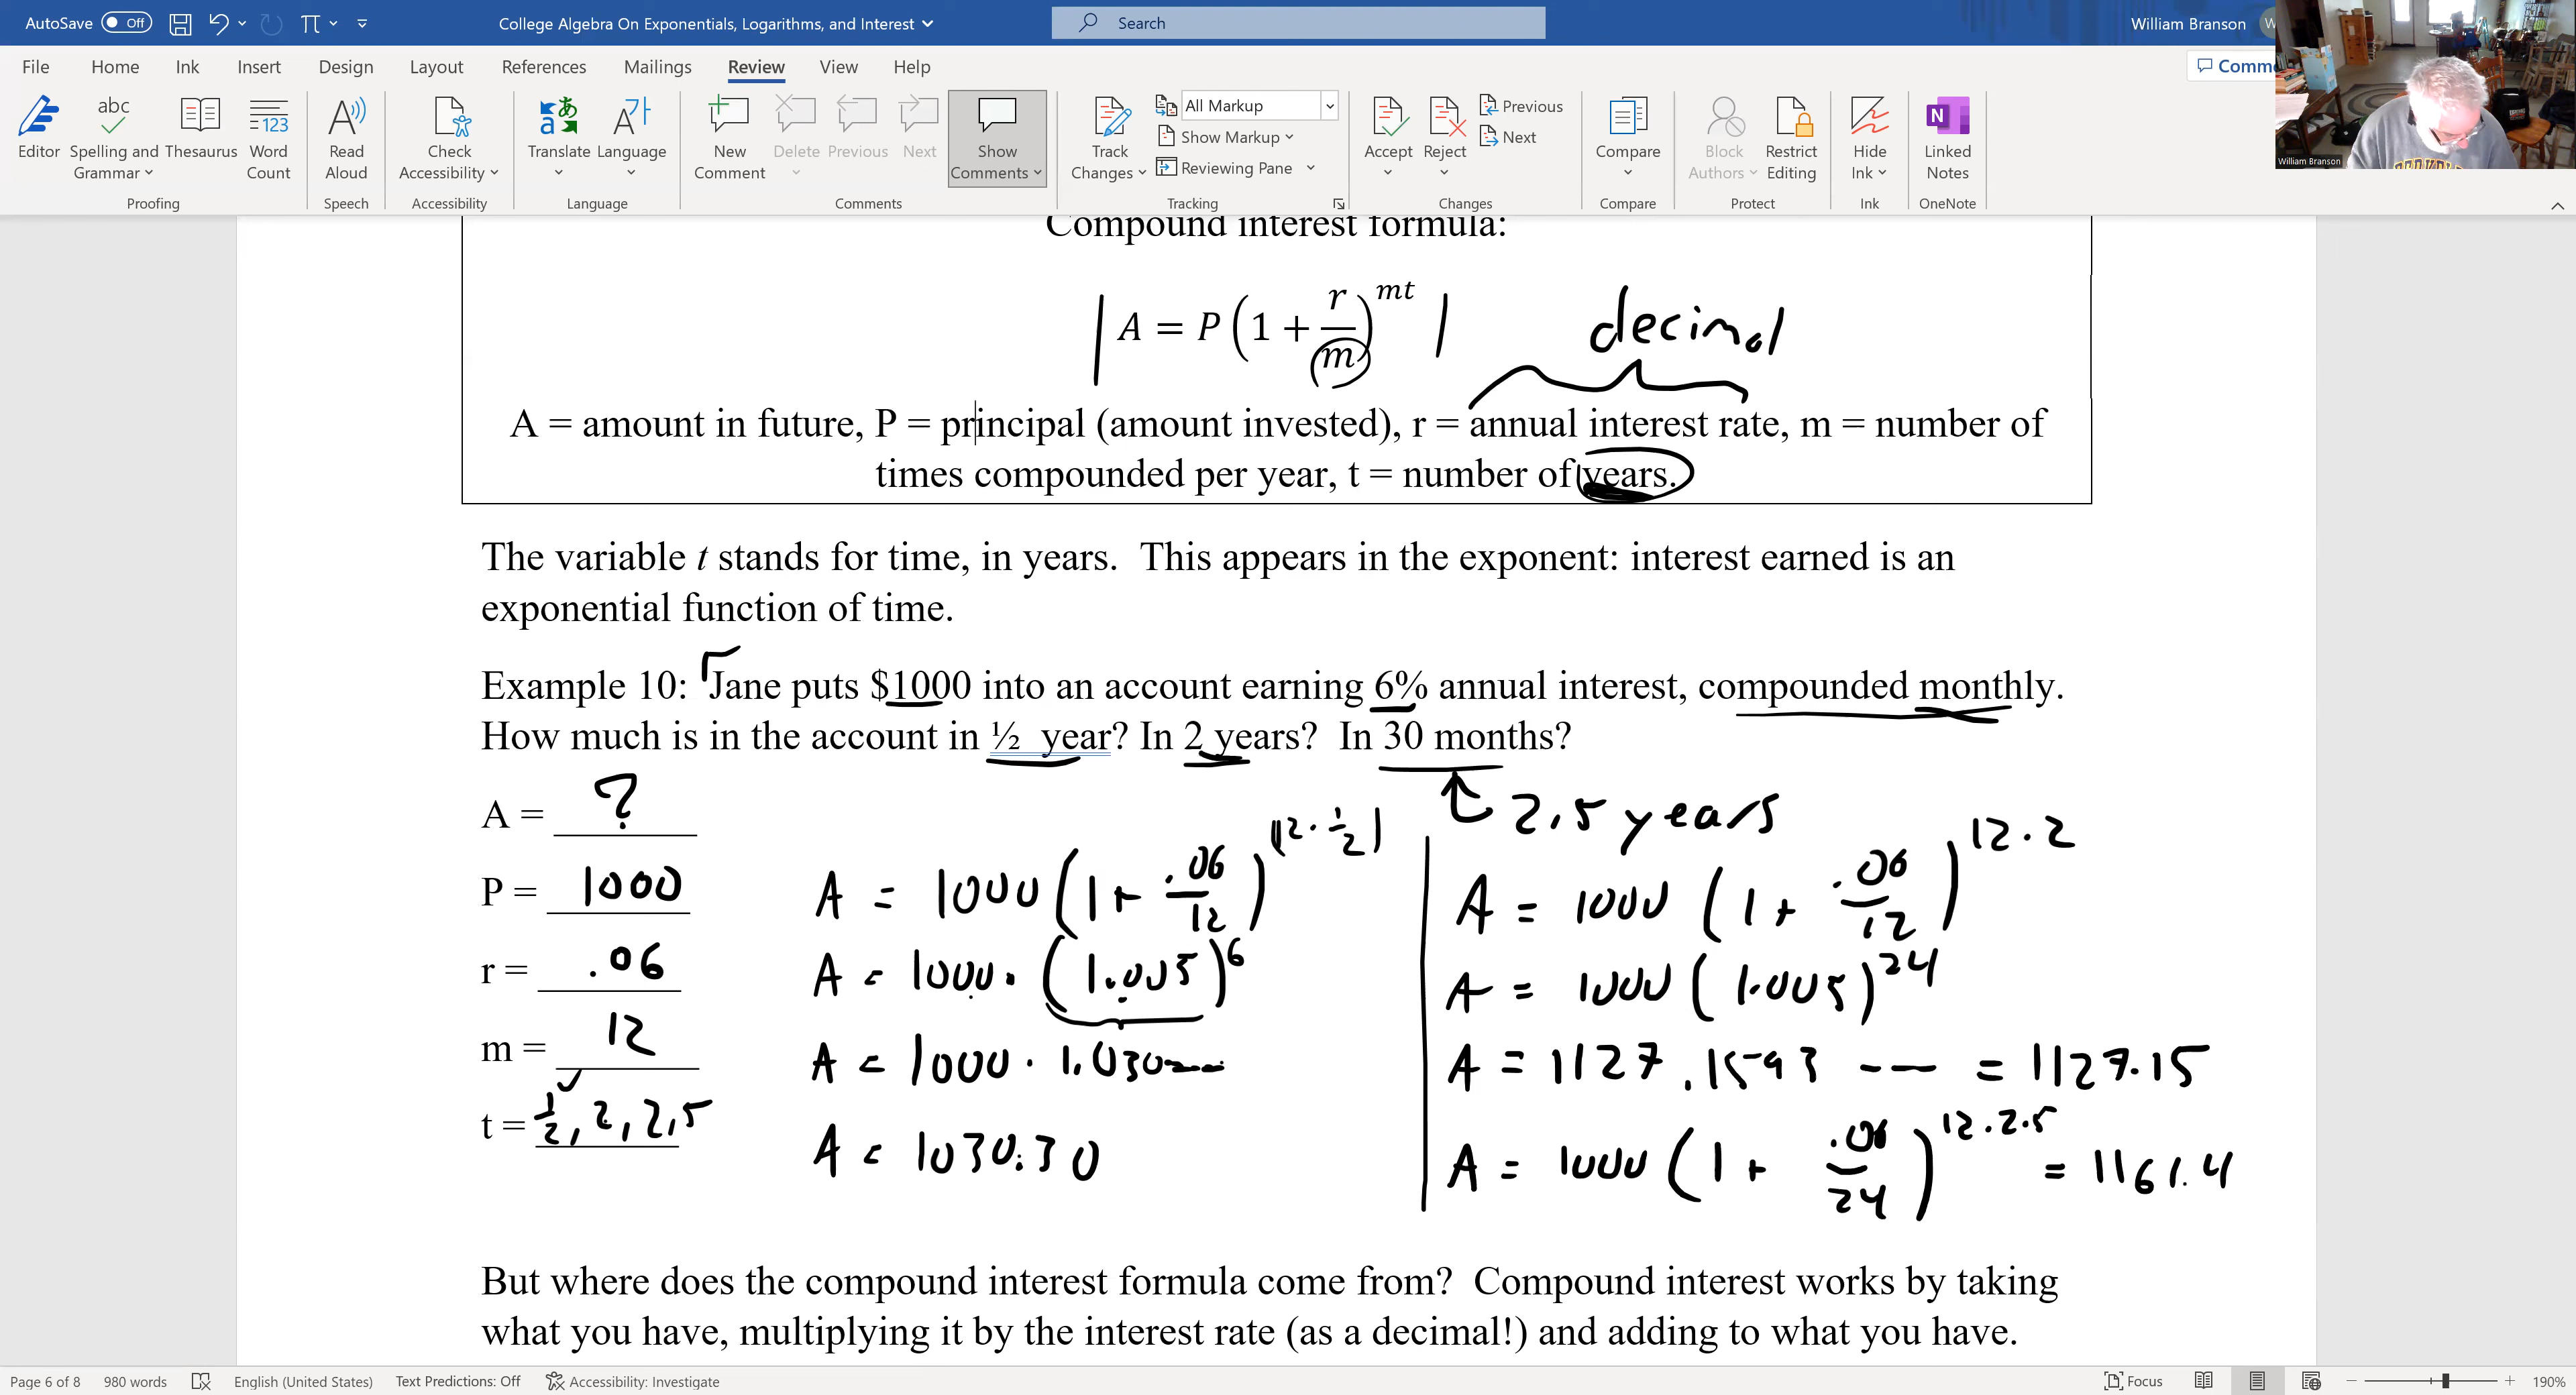 AutoSave Off College Algebra On Exponentials, Logarithms, and Interest Search William Branson
File Home Ink Insert Design Layout References Mailings Review View Help
Editor Spelling and Grammar Thesaurus Word Count Read Aloud Check Accessibility Translate Language New Comment Delete Previous Next Show Comments Track Changes All Markup Show Markup Reviewing Pane Accept Reject Previous Next Compare Block Authors Restrict Editing Hide Ink Linked Notes
Proofing Speech Accessibility Language Comments Tracking Changes Compare Protect Ink OneNote
William Branson
Compound interest formula:
A = P(1 + r/m)^mt
decimal
A = amount in future, P = principal (amount invested), r = annual interest rate, m = number of
times compounded per year, t = number of years.
The variable t stands for time, in years. This appears in the exponent: interest earned is an
exponential function of time.
Example 10: Jane puts $1000 into an account earning 6% annual interest, compounded monthly.
How much is in the account in ½ year? In 2 years? In 30 months?
2.5 years
A = ?
P = 1000
r = .06
m = 12
t = 1/2, 2, 2.5
A = 1000 (1 + .06/12)^(12 · 1/2)
A = 1000 · (1.005)^6
A = 1000 · 1.030
A = 1030.30
A = 1000 (1 + .06/12)^12·2
A = 1000 (1.005)^24
A = 1127.1593 -- = 1127.15
A = 1000 (1 + .06/24)^12·2.5 = 1161.4
But where does the compound interest formula come from? Compound interest works by taking
what you have, multiplying it by the interest rate (as a decimal!) and adding to what you have.
Page 6 of 8 980 words English (United States) Text Predictions: Off Accessibility: Investigate Focus 190%